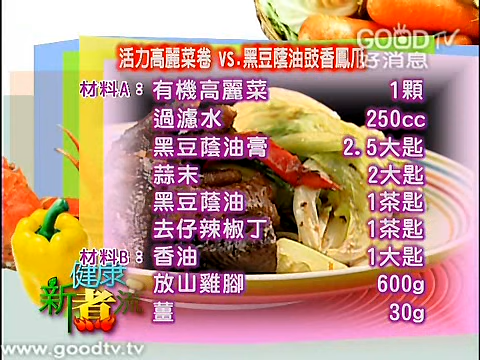 GOODTV
好消息
活力高麗菜卷 vs. 黑豆蔭油豉香鳳爪
材料A：有機高麗菜 1顆
過濾水 250cc
黑豆蔭油膏 2.5大匙
蒜末 2大匙
黑豆蔭油 1茶匙
去仔辣椒丁 1茶匙
材料B：香油 1大匙
放山雞腳 600g
薑 30g
健康
新煮流
www.goodtv.tv